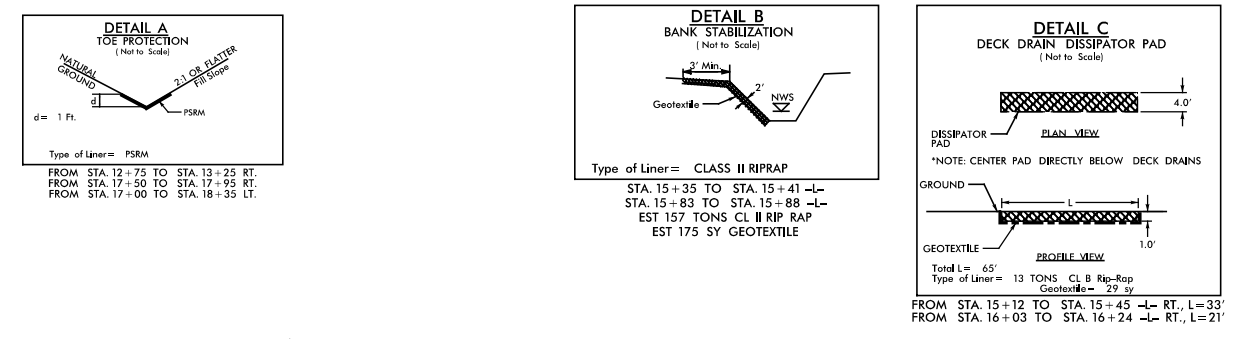 DETAIL A
TOE PROTECTION
( Not to Scale)
NATURAL
GROUND
2:1 OR FLATTER
Fill Slope
d
PSRM
d= 1 Ft.
Type of Liner= PSRM
FROM STA. 12+75 TO STA. 13+25 RT.
FROM STA. 17+50 TO STA. 17+95 RT.
FROM STA. 17+00 TO STA. 18+35 LT.
DETAIL B
BANK STABILIZATION
( Not to Scale)
3' Min.
2'
Geotextile
NWS
Type of Liner= CLASS II RIPRAP
STA. 15+35 TO STA. 15+41 -L-
STA. 15+83 TO STA. 15+88 -L-
EST 157 TONS CL II RIP RAP
EST 175 SY GEOTEXTILE
DETAIL C
DECK DRAIN DISSIPATOR PAD
( Not to Scale)
4.0'
DISSIPATOR
PAD
PLAN VIEW
*NOTE: CENTER PAD DIRECTLY BELOW DECK DRAINS
GROUND
L
1.0'
GEOTEXTILE
PROFILE VIEW
Total L= 65'
Type of Liner= 13 TONS CL B Rip-Rap
Geotextile= 29 sy
FROM STA. 15+12 TO STA. 15+45 -L- RT., L=33'
FROM STA. 16+03 TO STA. 16+24 -L- RT., L=21'